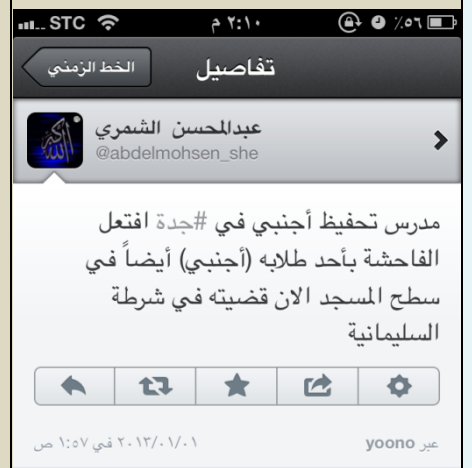 STC ٢:١٠ م ٥٦٪
الخط الزمني تفاصيل
عبدالمحسن الشمري
@abdelmohsen_she
مدرس تحفيظ أجنبي في #جدة افتعل
الفاحشة بأحد طلابه (أجنبي) أيضاً في
سطح المسجد الان قضيته في شرطة
السليمانية
عبر yoono ٢٠١٣/٠١/٠١ في ١:٥٧ ص